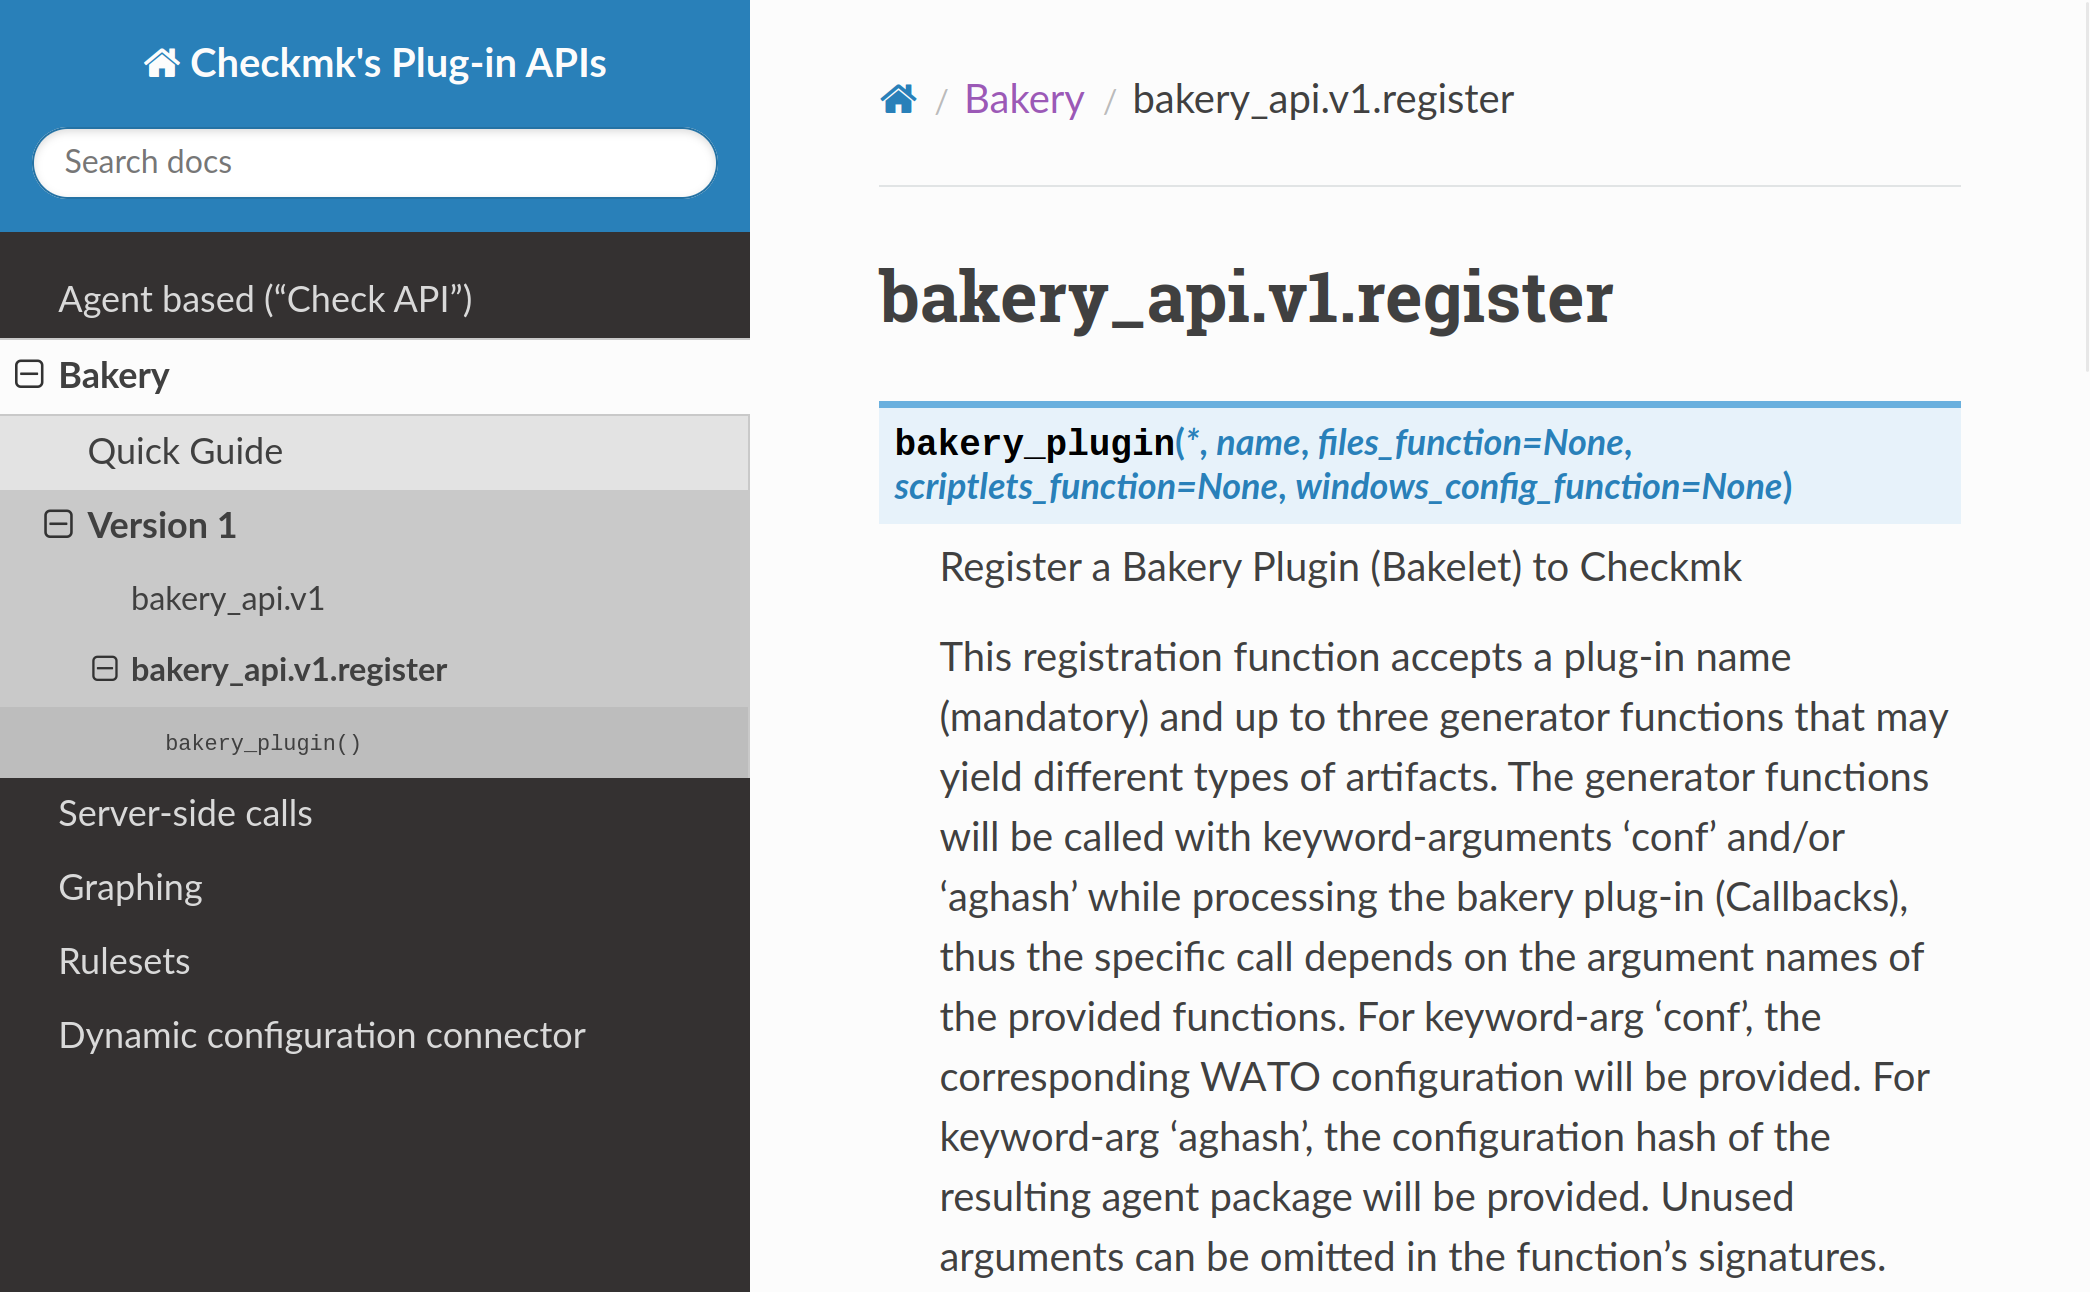 Checkmk's Plug-in APIs
Search docs
Agent based (“Check API”)
Bakery
Quick Guide
Version 1
bakery_api.v1
bakery_api.v1.register
bakery_plugin()
Server-side calls
Graphing
Rulesets
Dynamic configuration connector
/ Bakery / bakery_api.v1.register
bakery_api.v1.register
bakery_plugin(*, name, files_function=None,
scriptlets_function=None, windows_config_function=None)
Register a Bakery Plugin (Bakelet) to Checkmk
This registration function accepts a plug-in name
(mandatory) and up to three generator functions that may
yield different types of artifacts. The generator functions
will be called with keyword-arguments ‘conf’ and/or
‘aghash’ while processing the bakery plug-in (Callbacks),
thus the specific call depends on the argument names of
the provided functions. For keyword-arg ‘conf’, the
corresponding WATO configuration will be provided. For
keyword-arg ‘aghash’, the configuration hash of the
resulting agent package will be provided. Unused
arguments can be omitted in the function’s signatures.